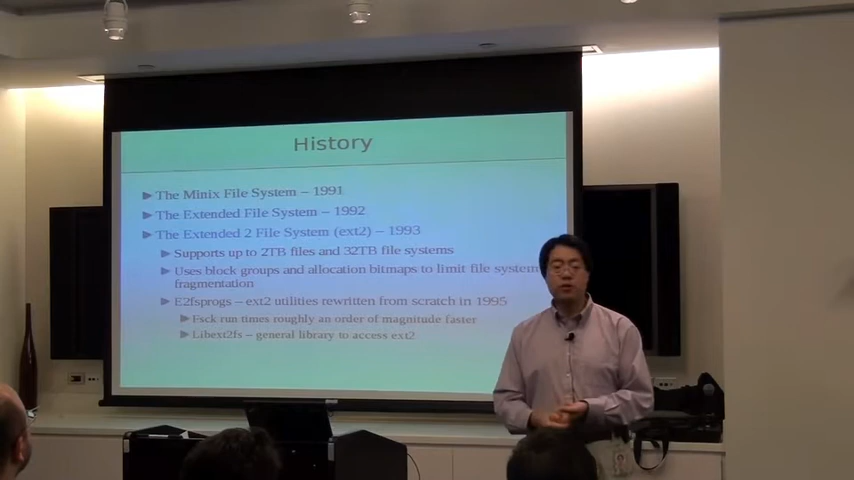 History
The Minix File System – 1991
The Extended File System – 1992
The Extended 2 File System (ext2) – 1993
Supports up to 2TB files and 32TB file systems
Uses block groups and allocation bitmaps to limit file system
fragmentation
E2fsprogs – ext2 utilities rewritten from scratch in 1995
Fsck run times roughly an order of magnitude faster
Libext2fs – general library to access ext2